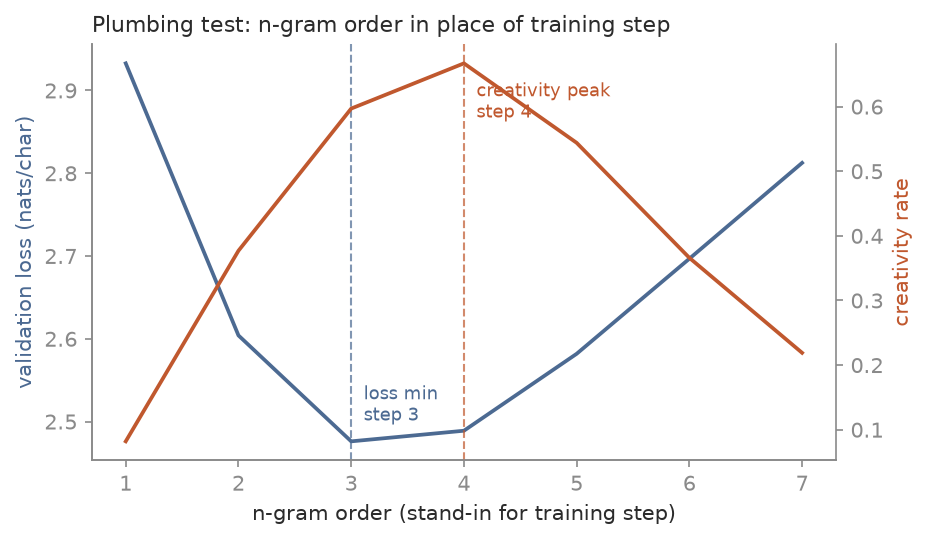 Plumbing test: n-gram order in place of training step
validation loss (nats/char)
2.9
2.8
2.7
2.6
2.5
creativity peak
step 4
loss min
step 3
0.6
0.5
0.4
0.3
0.2
0.1
creativity rate
1 2 3 4 5 6 7
n-gram order (stand-in for training step)